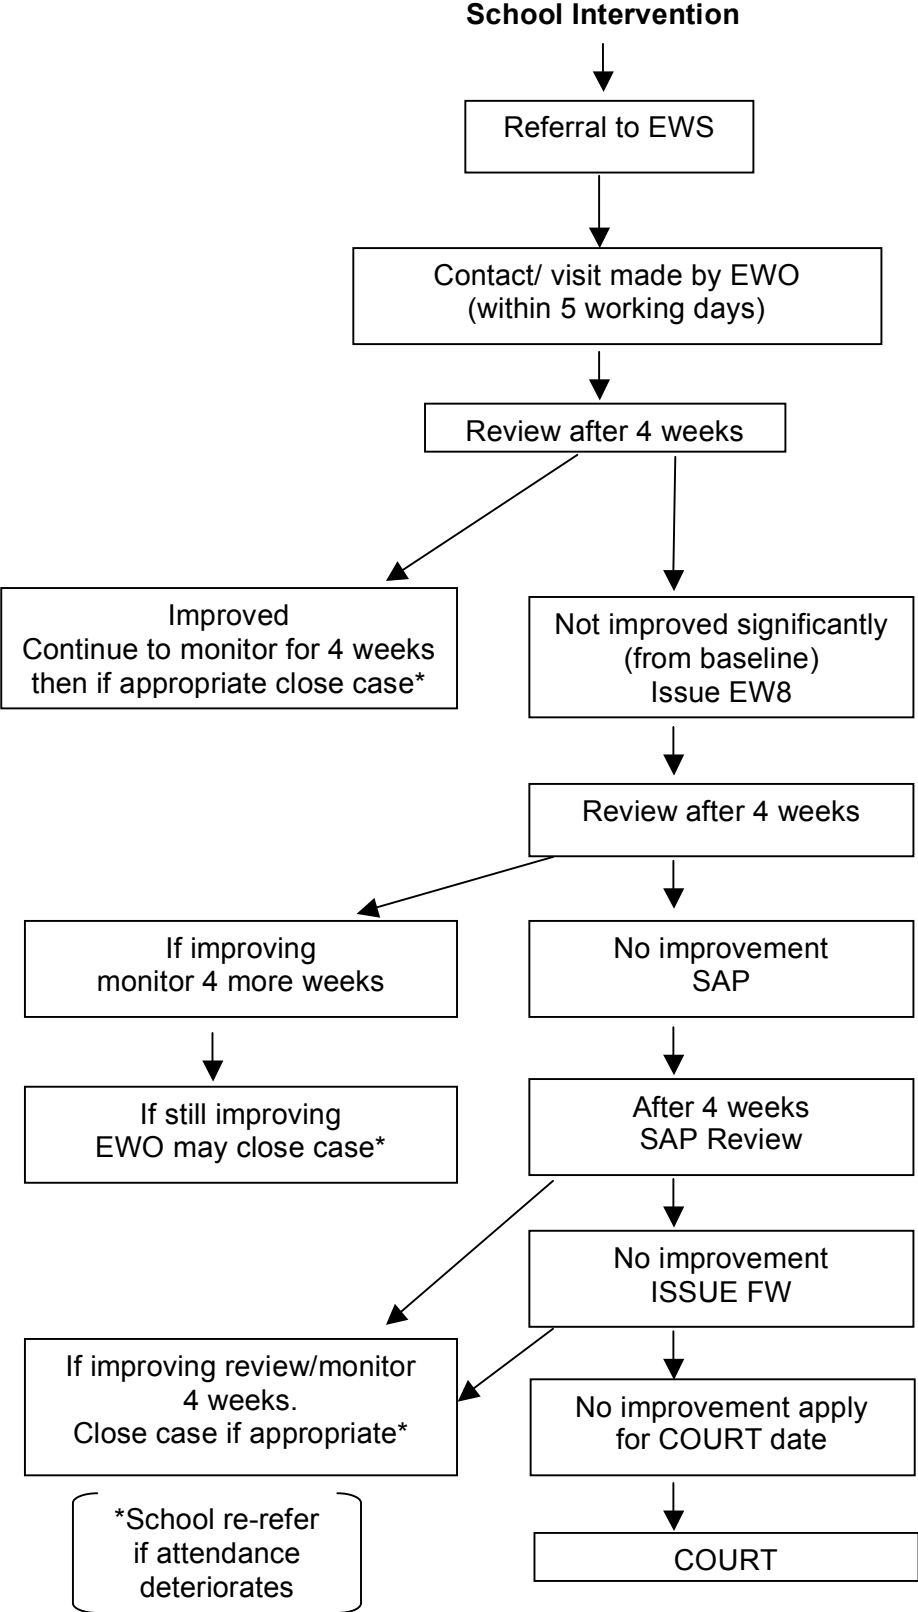 School Intervention
Referral to EWS
Contact/ visit made by EWO
(within 5 working days)
Review after 4 weeks
Improved
Continue to monitor for 4 weeks
then if appropriate close case*
Not improved significantly
(from baseline)
Issue EW8
Review after 4 weeks
If improving
monitor 4 more weeks
No improvement
SAP
If still improving
EWO may close case*
After 4 weeks
SAP Review
No improvement
ISSUE FW
If improving review/monitor
4 weeks.
Close case if appropriate*
No improvement apply
for COURT date
*School re-refer
if attendance
deteriorates
COURT